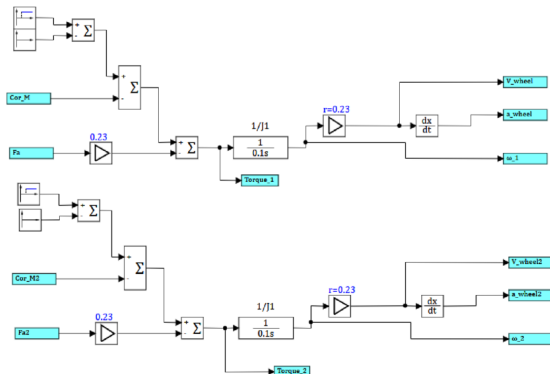 +
-
Σ
V_wheel
r=0.23
+
-
Σ
Cor_M
1/J1
dx
dt
a_wheel
0.23
+
-
Σ
1
0.1s
Fa
ω_1
Torque_1
+
-
Σ
+
-
Σ
V_wheel2
Cor_M2
r=0.23
1/J1
dx
dt
a_wheel2
0.23
+
-
Σ
1
0.1s
Fa2
ω_2
Torque_2